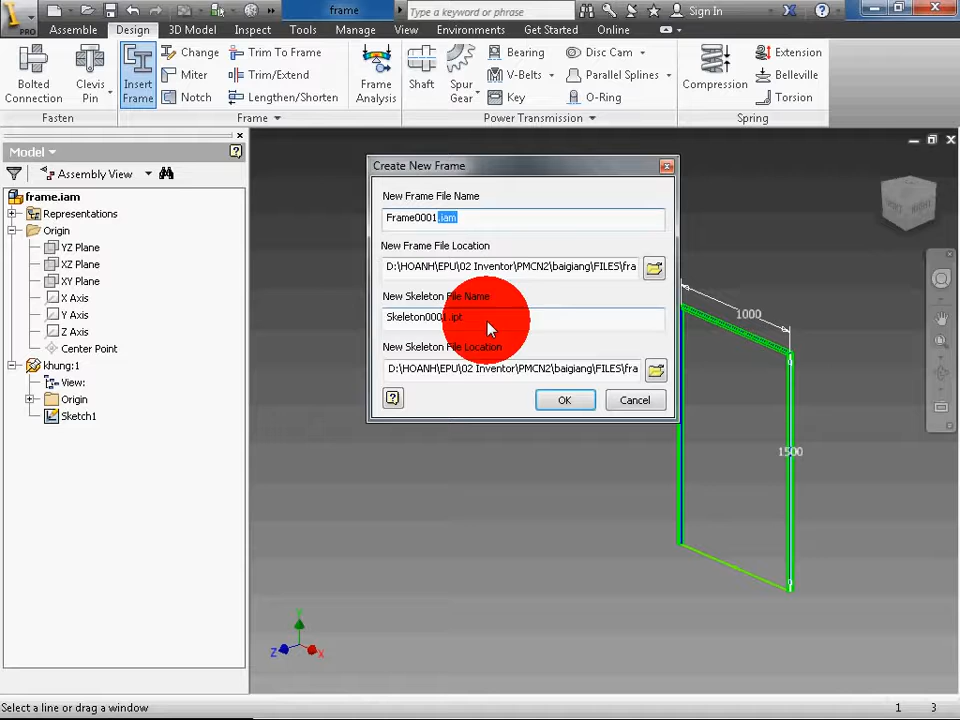 PRO
frame
Type a keyword or phrase
Sign In
Assemble
Design
3D Model
Inspect
Tools
Manage
View
Environments
Get Started
Online
Bolted
Connection
Clevis
Pin
Insert
Frame
Change
Miter
Notch
Trim To Frame
Trim/Extend
Lengthen/Shorten
Frame
Analysis
Shaft
Spur
Gear
Bearing
V-Belts
Key
Disc Cam
Parallel Splines
O-Ring
Compression
Extension
Belleville
Torsion
Fasten
Frame
Power Transmission
Spring
Model
Assembly View
frame.iam
Representations
Origin
YZ Plane
XZ Plane
XY Plane
X Axis
Y Axis
Z Axis
Center Point
khung:1
View:
Origin
Sketch1
Create New Frame
New Frame File Name
Frame0001.iam
New Frame File Location
D:\HOANH\EPU\02 Inventor\PMCN2\baigiang\FILES\fra
New Skeleton File Name
Skeleton0001.ipt
New Skeleton File Location
D:\HOANH\EPU\02 Inventor\PMCN2\baigiang\FILES\fra
OK
Cancel
1000
1500
RIGHT
Y
Z
X
Select a line or drag a window
1
3